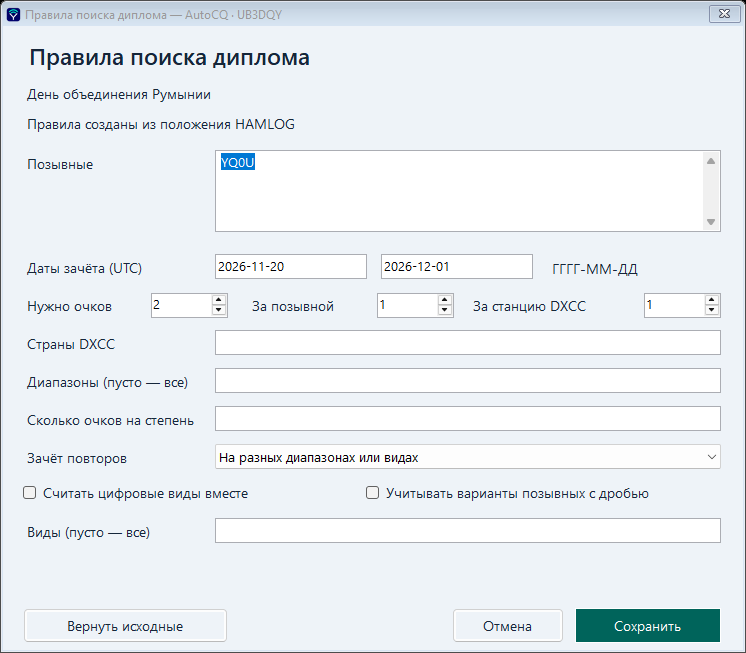 Правила поиска диплома — AutoCQ · UB3DQY
Правила поиска диплома
День объединения Румынии
Правила созданы из положения HAMLOG
Позывные
YQ0U
Даты зачёта (UTC) 2026-11-20 2026-12-01 ГГГГ-ММ-ДД
Нужно очков 2 За позывной 1 За станцию DXCC 1
Страны DXCC
Диапазоны (пусто — все)
Сколько очков на степень
Зачёт повторов На разных диапазонах или видах
Считать цифровые виды вместе Учитывать варианты позывных с дробью
Виды (пусто — все)
Вернуть исходные Отмена Сохранить